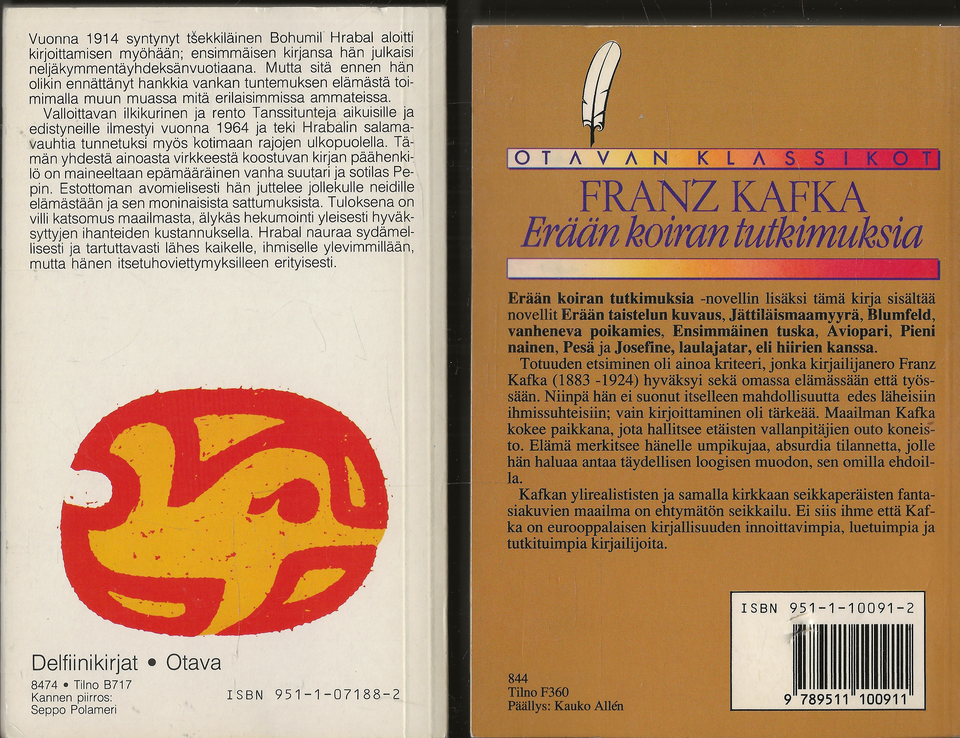 Vuonna 1914 syntynyt tšekkiläinen Bohumil Hrabal aloitti
kirjoittamisen myöhään; ensimmäisen kirjansa hän julkaisi
neljäkymmentäyhdeksänvuotiaana. Mutta sitä ennen hän
olikin ennättänyt hankkia vankan tuntemuksen elämästä toi-
mimalla muun muassa mitä erilaisimmissa ammateissa.
Valloittavan ilkikurinen ja rento Tanssitunteja aikuisille ja
edistyneille ilmestyi vuonna 1964 ja teki Hrabalin salama-
vauhtia tunnetuksi myös kotimaan rajojen ulkopuolella. Tä-
män yhdestä ainoasta virkkeestä koostuvan kirjan päähenki-
lö on maineeltaan epämääräinen vanha suutari ja sotilas Pe-
pin. Estottoman avomielisesti hän juttelee jollekulle neidille
elämästään ja sen moninaisista sattumuksista. Tuloksena on
villi katsomus maailmasta, älykäs hekumointi yleisesti hyväk-
syttyjen ihanteiden kustannuksella. Hrabal nauraa sydämel-
lisesti ja tartuttavasti lähes kaikelle, ihmiselle ylevimmillään,
mutta hänen itsetuhoviettymyksilleen erityisesti.
Delfiinikirjat • Otava
8474 • Tilno B717
Kannen piirros:
Seppo Polameri
ISBN 951-1-07188-2
OTAVAN KLASSIKOT
FRANZ KAFKA
Erään koiran tutkimuksia
Erään koiran tutkimuksia -novellin lisäksi tämä kirja sisältää
novellit Erään taistelun kuvaus, Jättiläismaamyyrä, Blumfeld,
vanheneva poikamies, Ensimmäinen tuska, Aviopari, Pieni
nainen, Pesä ja Josefine, laulajatar, eli hiirien kanssa.
Totuuden etsiminen oli ainoa kriteeri, jonka kirjailijanero Franz
Kafka (1883 -1924) hyväksyi sekä omassa elämässään että työs-
sään. Niinpä hän ei suonut itselleen mahdollisuutta edes läheisiin
ihmissuhteisiin; vain kirjoittaminen oli tärkeää. Maailman Kafka
kokee paikkana, jota hallitsee etäisten vallanpitäjien outo koneis-
to. Elämä merkitsee hänelle umpikujaa, absurdia tilannetta, jolle
hän haluaa antaa täydellisen loogisen muodon, sen omilla ehdoil-
la.
Kafkan ylirealististen ja samalla kirkkaan seikkaperäisten fanta-
siakuvien maailma on ehtymätön seikkailu. Ei siis ihme että Kaf-
ka on eurooppalaisen kirjallisuuden innoittavimpia, luetuimpia ja
tutkituimpia kirjailijoita.
ISBN 951-1-10091-2
9 789511 100911
844
Tilno F360
Päällys: Kauko Allén